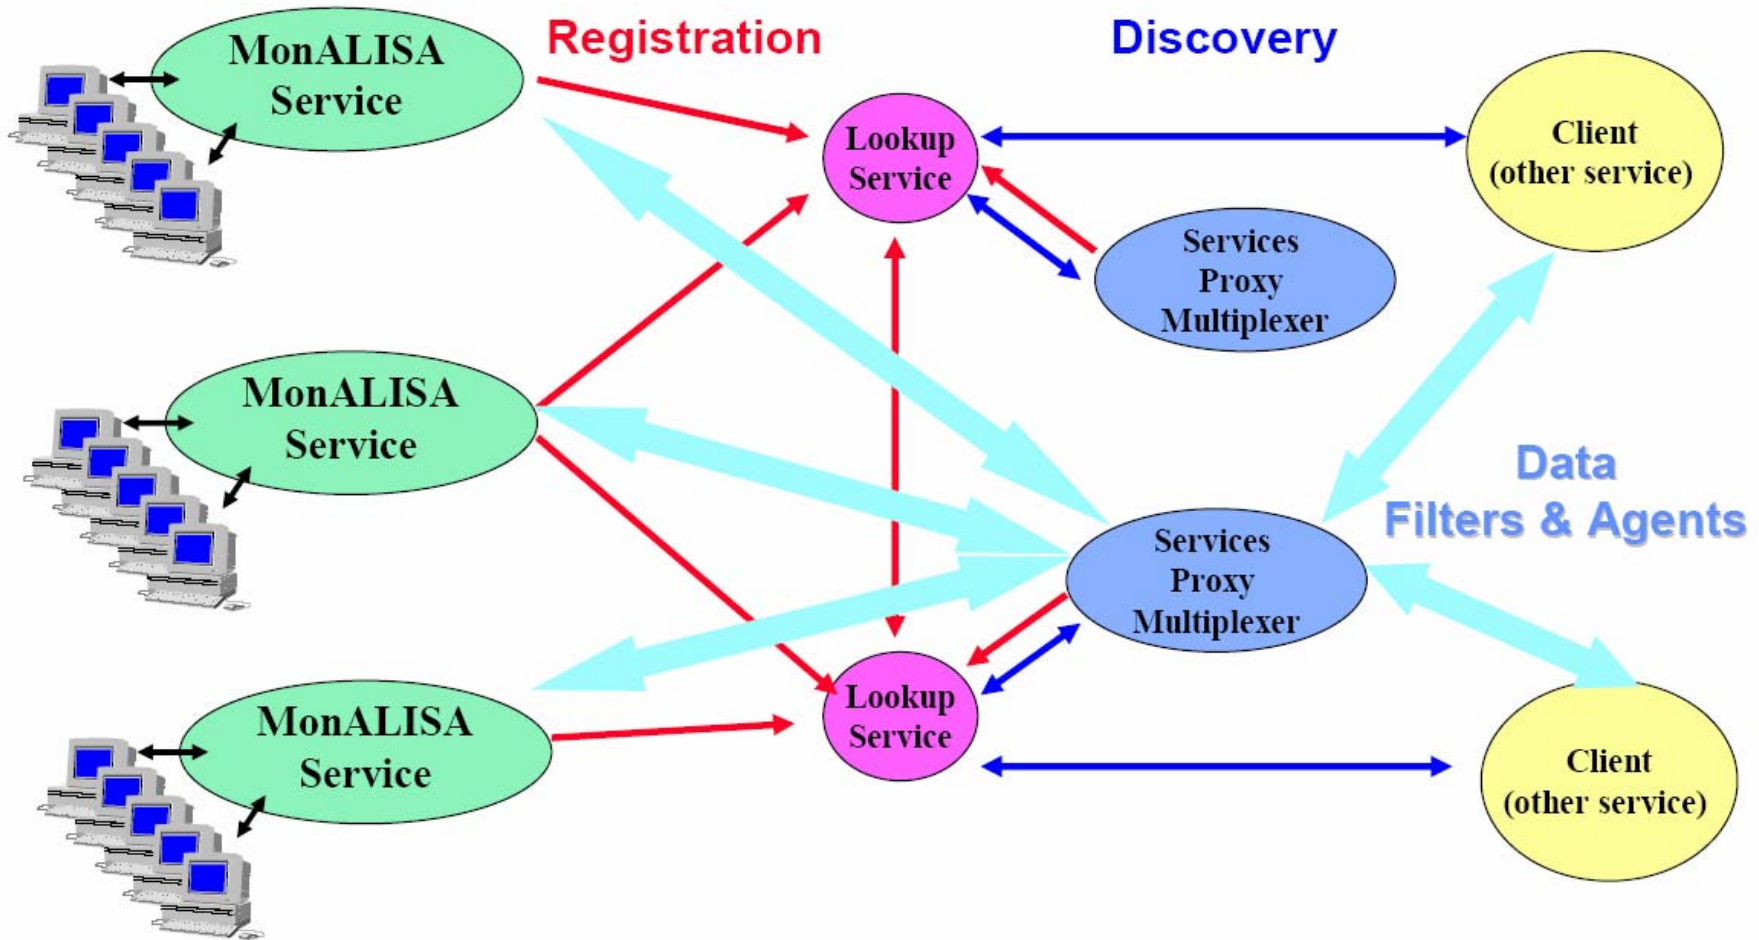 MonALISA
Service
Registration
Discovery
Lookup
Service
Client
(other service)
Services
Proxy
Multiplexer
MonALISA
Service
Data
Filters & Agents
Services
Proxy
Multiplexer
MonALISA
Service
Lookup
Service
Client
(other service)